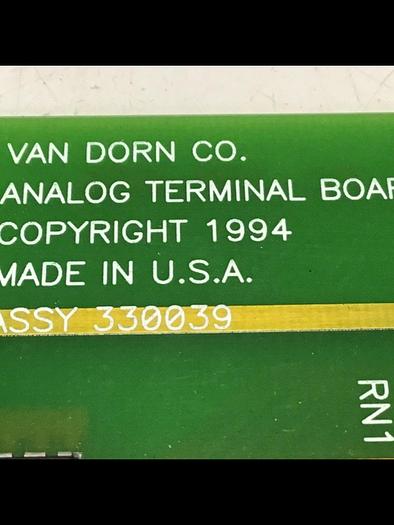 VAN DORN CO.
ANALOG TERMINAL BOAR
COPYRIGHT 1994
MADE IN U.S.A.
ASSY 330039
RN1